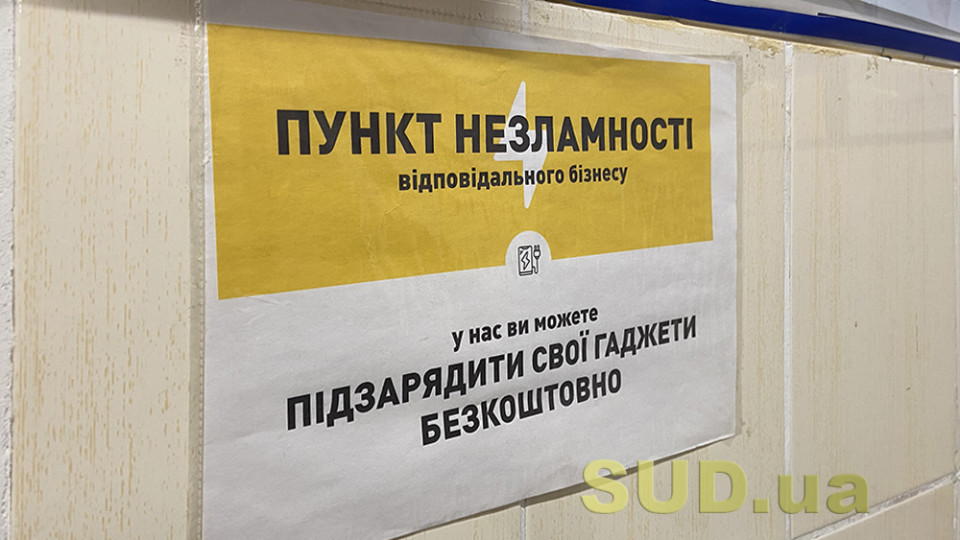 ПУНКТ НЕЗЛАМНОСТІ
відповідального бізнесу
у нас ви можете
ПІДЗАРЯДИТИ СВОЇ ГАДЖЕТИ
БЕЗКОШТОВНО
SUD.ua